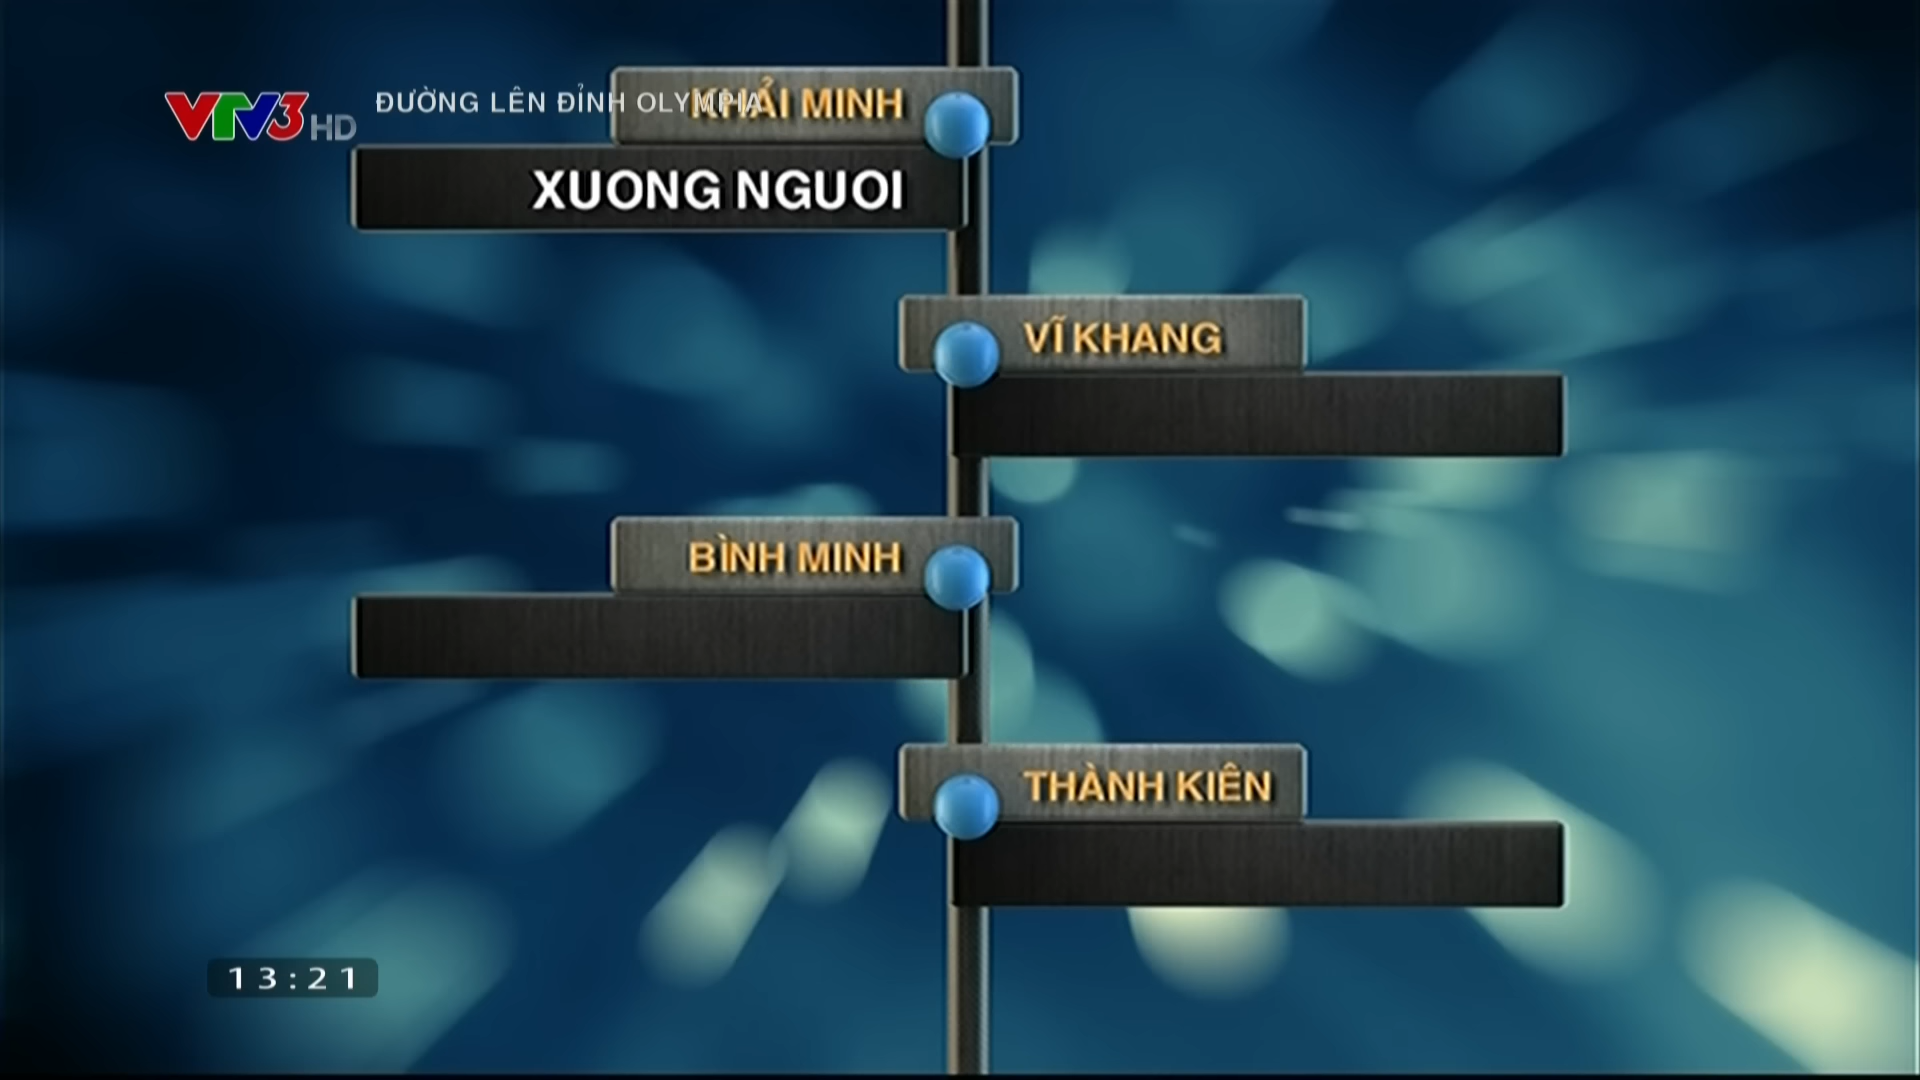 VTV3 HD
ĐƯỜNG LÊN ĐỈNH OLYMPIA
KHẢI MINH
XUONG NGUOI
VĨ KHANG
BÌNH MINH
THÀNH KIÊN
13:21